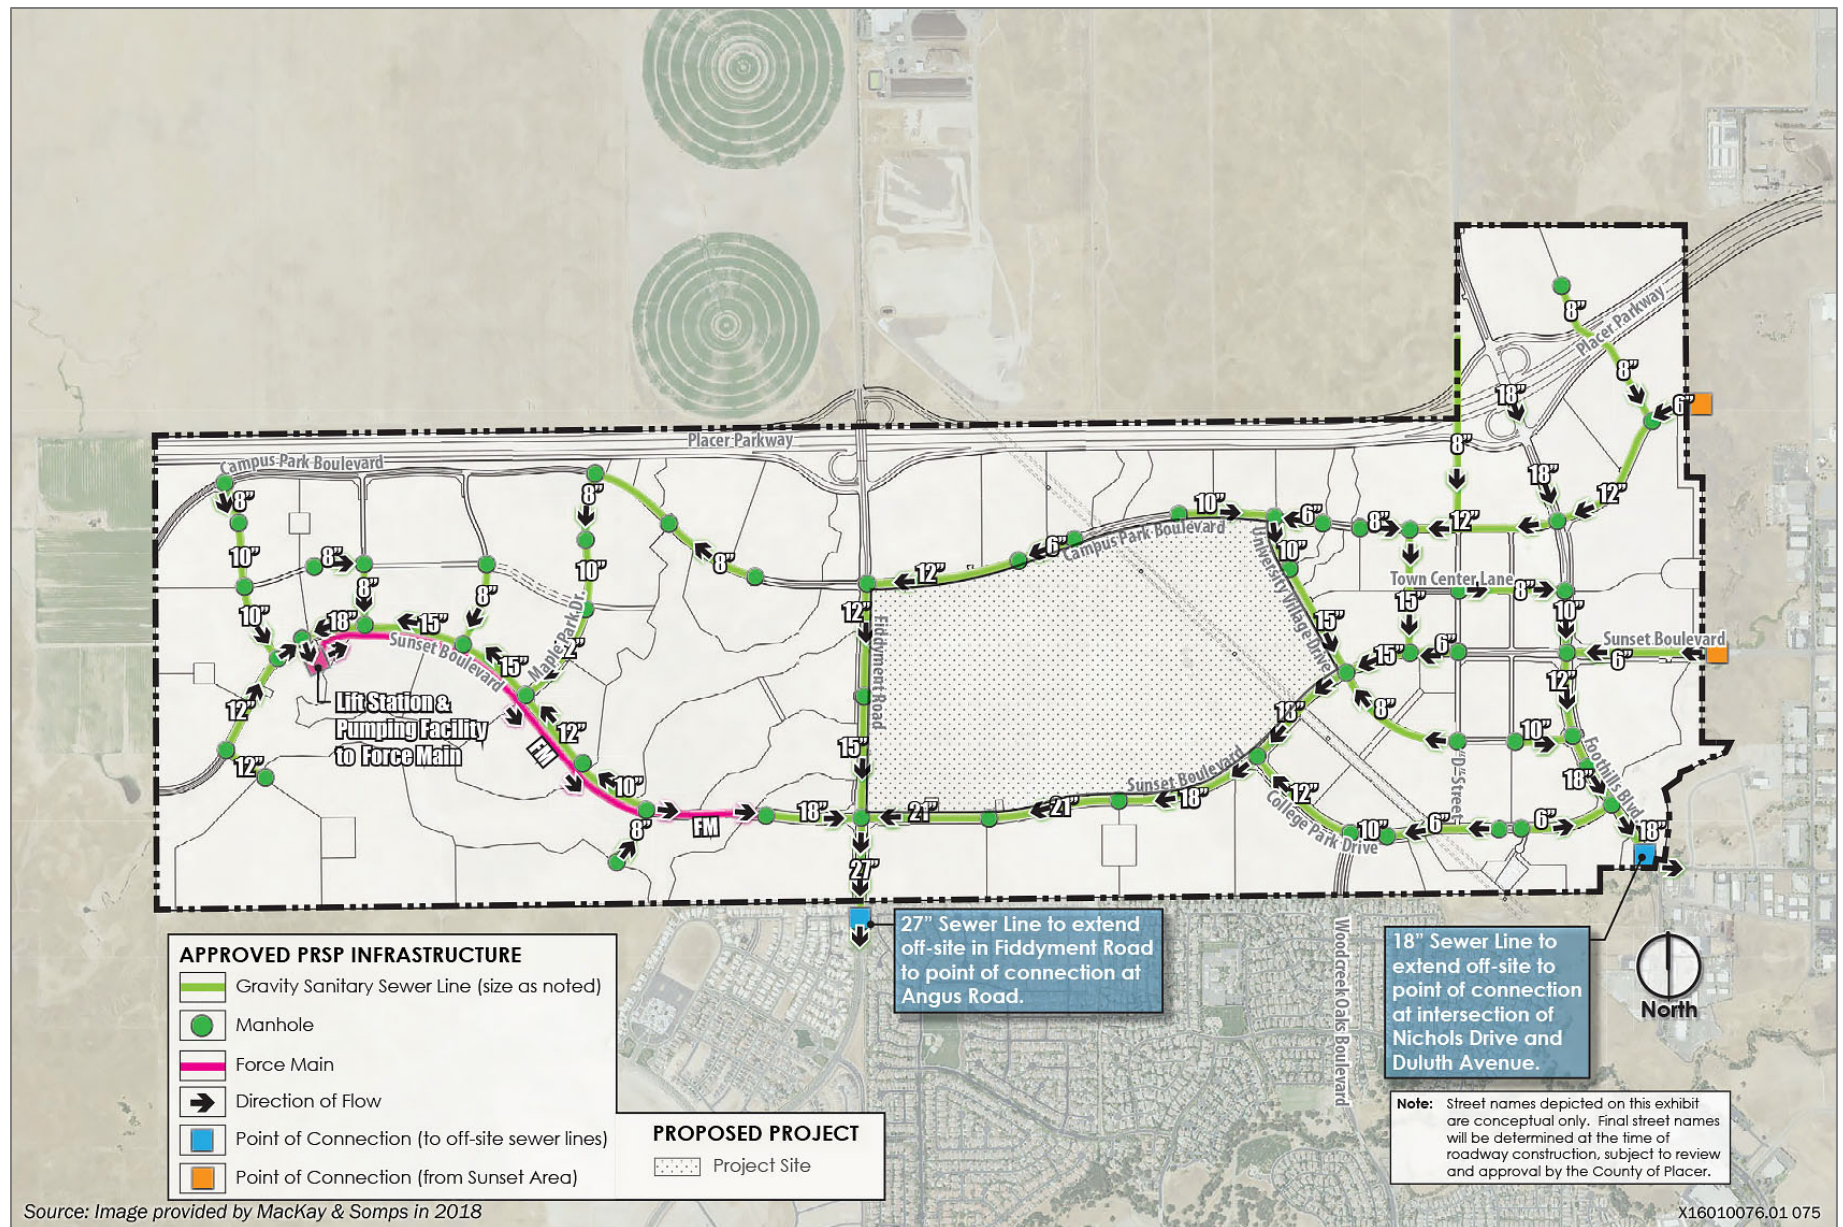 8”
Placer Parkway
8”
18”
6”
Placer Parkway
8”
Campus Park Boulevard
18”
8”
8”
12”
10”
6”
8”
12”
Campus Park Boulevard
University Village Drive
10”
8”
6”
10”
8”
10”
12”
Town Center Lane
8”
8”
8”
15”
10”
10”
12”
Maple Park Dr.
Fiddyment Road
18”
15”
15”
Sunset Boulevard
Sunset Boulevard
2”
15”
6”
6”
15”
12”
12”
8”
18”
Lift Station &
Pumping Facility
to Force Main
12”
10”
FM
15”
"D" Street
Foothills Blvd
12”
Sunset Boulevard
18”
10”
12”
College Park Drive
18”
21”
21”
18”
FM
8”
10”
6”
6”
18”
27”
27” Sewer Line to extend
off-site in Fiddyment Road
to point of connection at
Angus Road.
Woodcreek Oaks Boulevard
18” Sewer Line to
extend off-site to
point of connection
at intersection of
Nichols Drive and
Duluth Avenue.
North
APPROVED PRSP INFRASTRUCTURE
Gravity Sanitary Sewer Line (size as noted)
Manhole
Force Main
Direction of Flow
Point of Connection (to off-site sewer lines)
Point of Connection (from Sunset Area)
PROPOSED PROJECT
Project Site
Note: Street names depicted on this exhibit
are conceptual only. Final street names
will be determined at the time of
roadway construction, subject to review
and approval by the County of Placer.
Source: Image provided by MacKay & Somps in 2018
X16010076.01 075